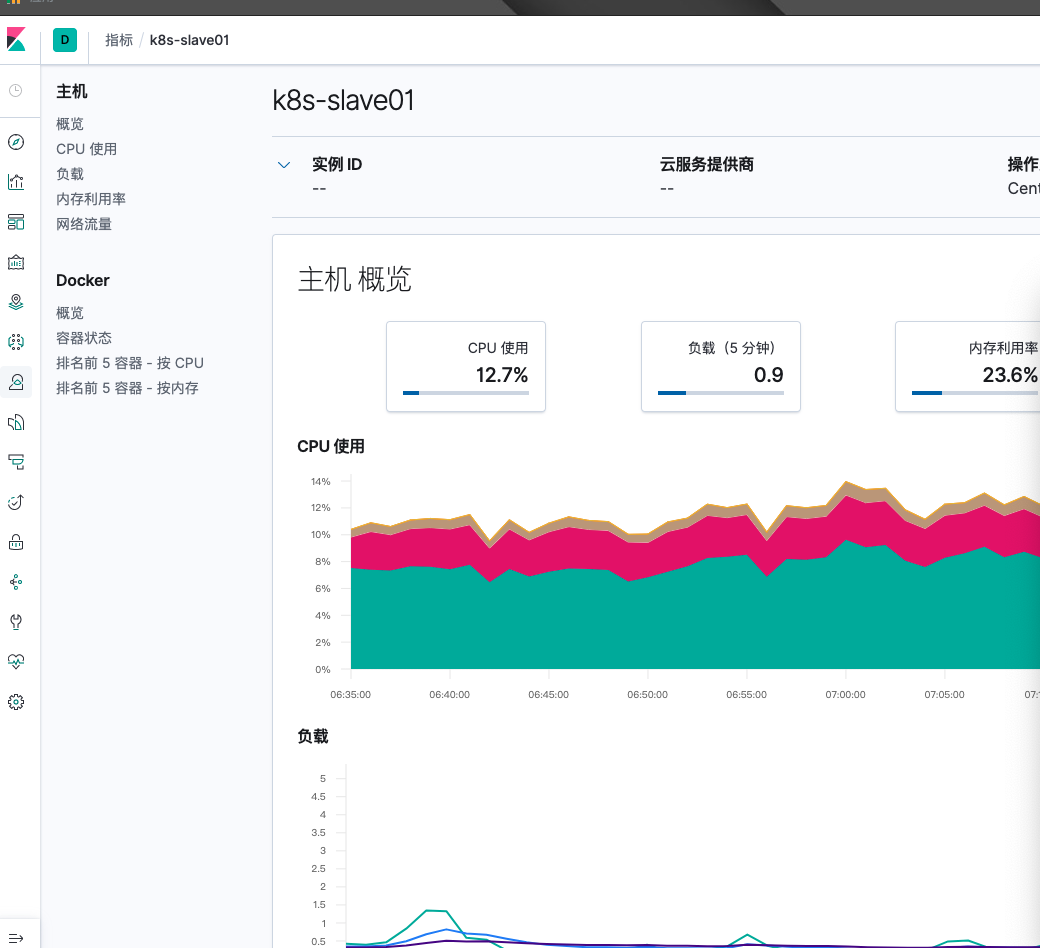 D 指标 / k8s-slave01
主机
概览
CPU 使用
负载
内存利用率
网络流量
Docker
概览
容器状态
排名前 5 容器 - 按 CPU
排名前 5 容器 - 按内存
k8s-slave01
实例 ID
--
云服务提供商
--
操作
Cent
主机 概览
CPU 使用
12.7%
负载（5 分钟）
0.9
内存利用率
23.6%
CPU 使用
14%
12%
10%
8%
6%
4%
2%
0%
06:35:00 06:40:00 06:45:00 06:50:00 06:55:00 07:00:00 07:05:00
负载
5
4.5
4
3.5
3
2.5
2
1.5
1
0.5